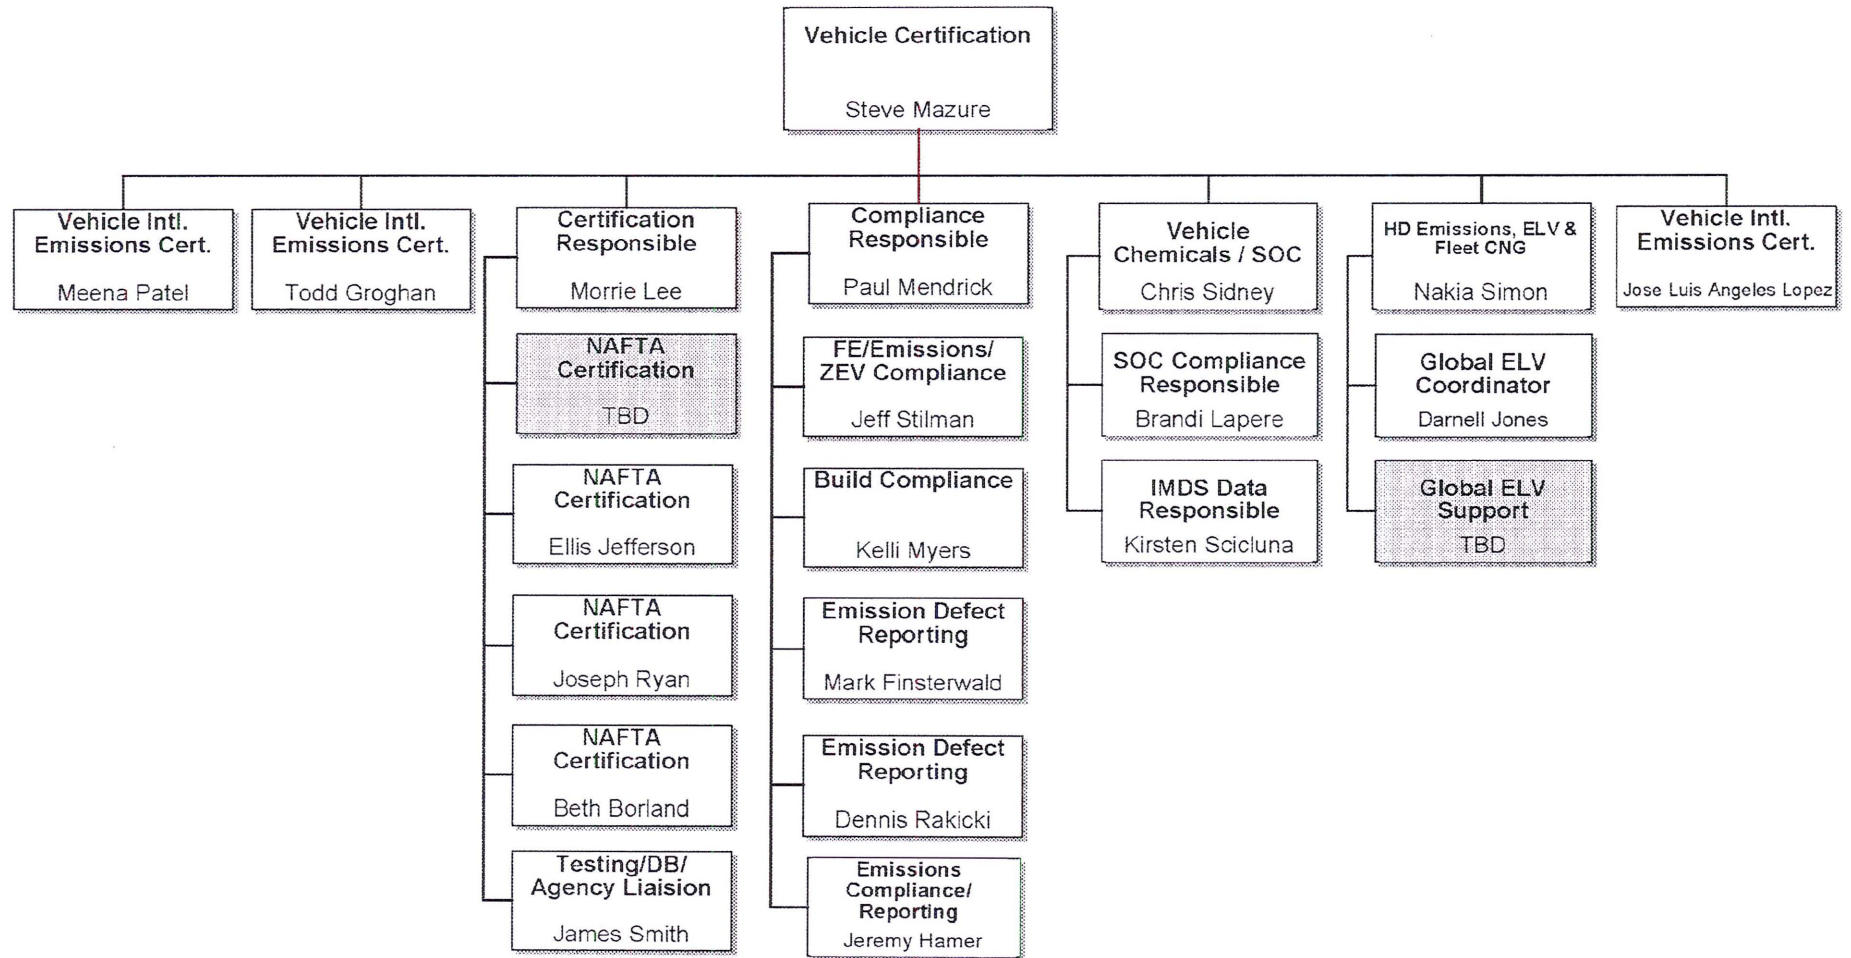 Vehicle Certification
Steve Mazure
Vehicle Intl.
Emissions Cert.
Meena Patel
Vehicle Intl.
Emissions Cert.
Todd Groghan
Certification
Responsible
Morrie Lee
NAFTA
Certification
TBD
NAFTA
Certification
Ellis Jefferson
NAFTA
Certification
Joseph Ryan
NAFTA
Certification
Beth Borland
Testing/DB/
Agency Liaision
James Smith
Compliance
Responsible
Paul Mendrick
FE/Emissions/
ZEV Compliance
Jeff Stilman
Build Compliance
Kelli Myers
Emission Defect
Reporting
Mark Finsterwald
Emission Defect
Reporting
Dennis Rakicki
Emissions
Compliance/
Reporting
Jeremy Hamer
Vehicle
Chemicals / SOC
Chris Sidney
SOC Compliance
Responsible
Brandi Lapere
IMDS Data
Responsible
Kirsten Scicluna
HD Emissions, ELV &
Fleet CNG
Nakia Simon
Global ELV
Coordinator
Darnell Jones
Global ELV
Support
TBD
Vehicle Intl.
Emissions Cert.
Jose Luis Angeles Lopez